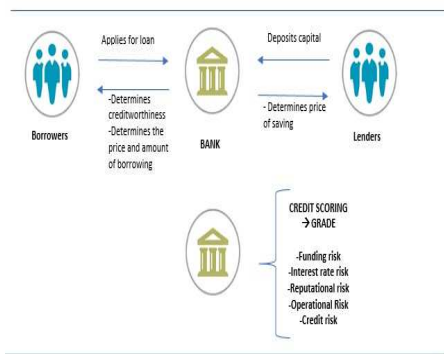 Applies for loan
Deposits capital
-Determines
creditworthiness
-Determines the
price and amount
of borrowing
- Determines price
of saving
Borrowers
BANK
Lenders
CREDIT SCORING
→GRADE
-Funding risk
-Interest rate risk
-Reputational risk
-Operational Risk
-Credit risk